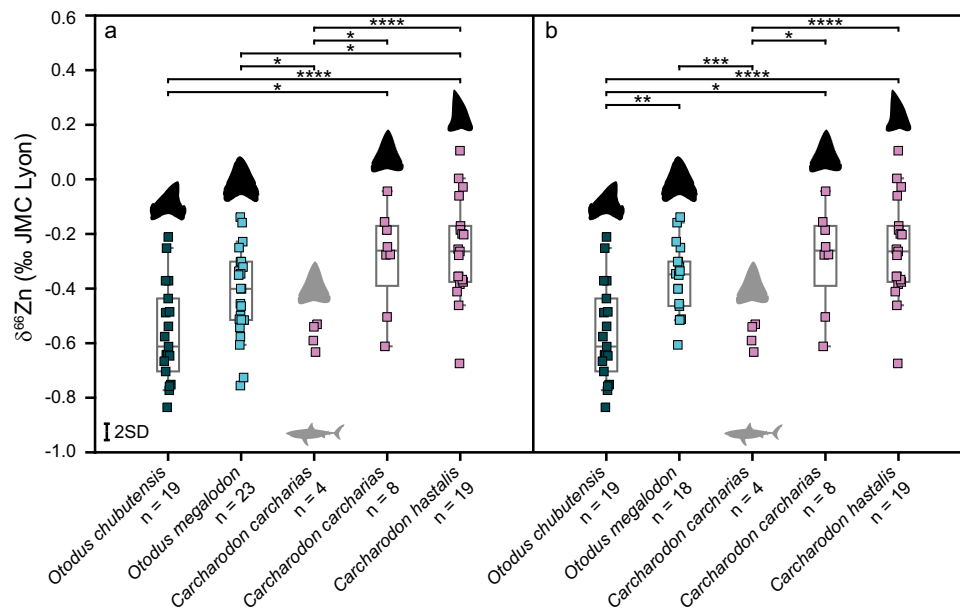 a
b
****
*
*
*
****
*
****
*
***
****
*
**
0.6
0.4
0.2
0.0
-0.2
-0.4
-0.6
-0.8
-1.0
δ⁶⁶Zn (‰ JMC Lyon)
2SD
Otodus chubutensis
n = 19
Otodus megalodon
n = 23
Carcharodon carcharias
n = 4
Carcharodon carcharias
n = 8
Carcharodon hastalis
n = 19
Otodus chubutensis
n = 19
Otodus megalodon
n = 18
Carcharodon carcharias
n = 4
Carcharodon carcharias
n = 8
Carcharodon hastalis
n = 19